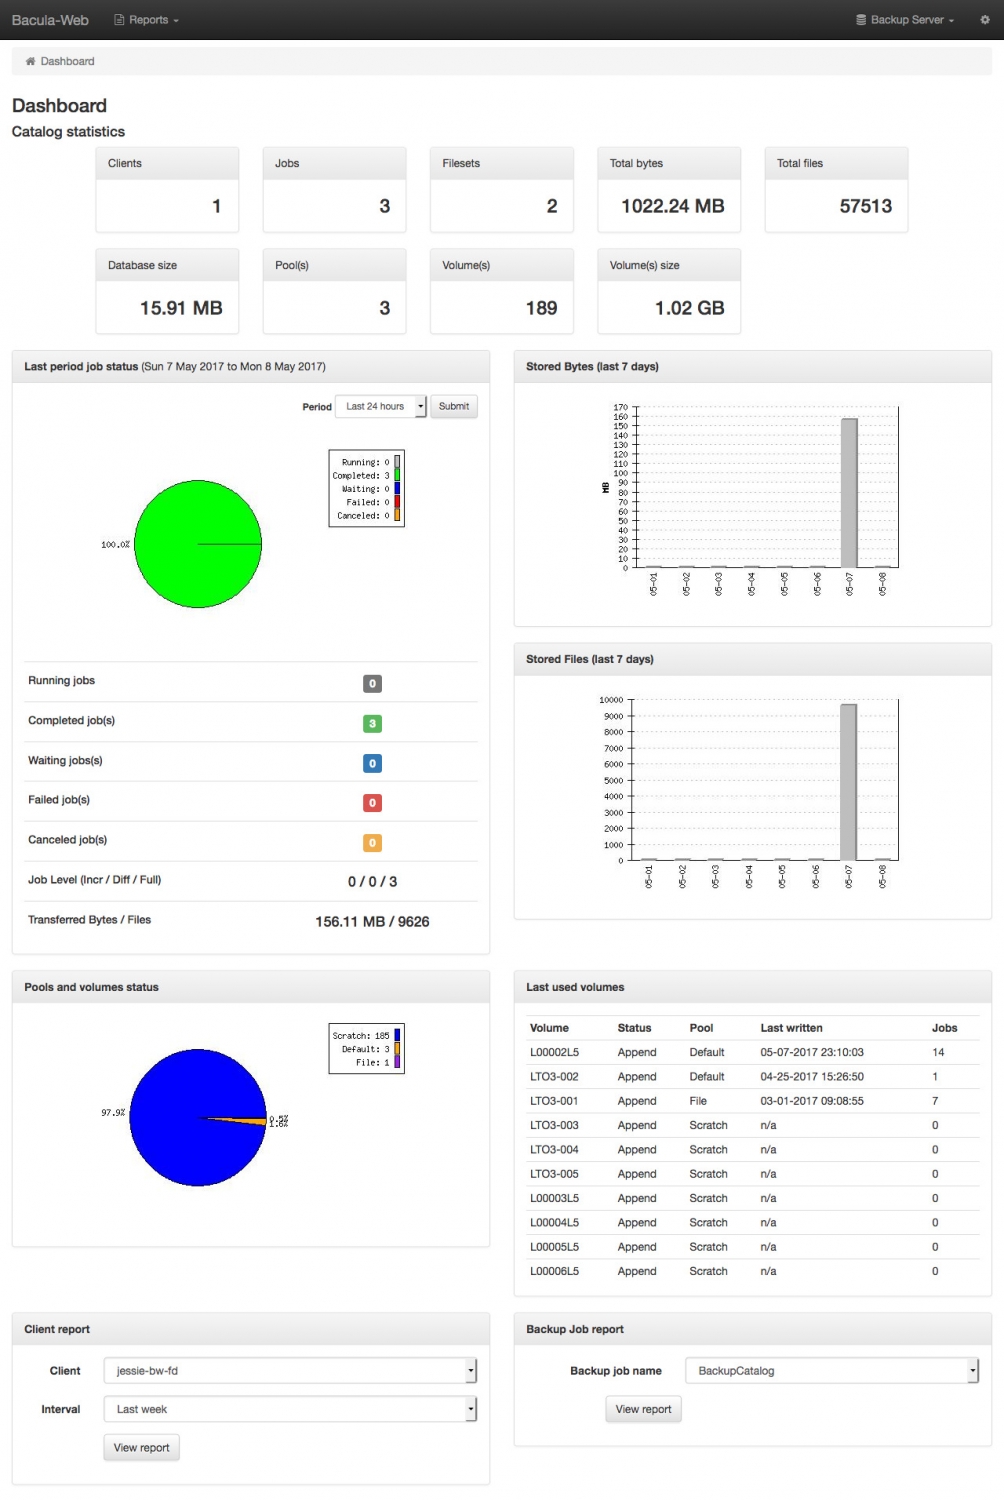 Bacula-Web Reports Backup Server
Dashboard
Dashboard
Catalog statistics
Clients Jobs Filesets Total bytes Total files
1 3 2 1022.24 MB 57513
Database size Pool(s) Volume(s) Volume(s) size
15.91 MB 3 189 1.02 GB
Last period job status (Sun 7 May 2017 to Mon 8 May 2017)
Period Last 24 hours Submit
Running: 0
Completed: 3
Waiting: 0
Failed: 0
Canceled: 0
100.0%
Running jobs 0
Completed job(s) 3
Waiting jobs(s) 0
Failed job(s) 0
Canceled job(s) 0
Job Level (Incr / Diff / Full) 0 / 0 / 3
Transferred Bytes / Files 156.11 MB / 9626
Stored Bytes (last 7 days)
170
160
150
140
130
120
110
100
90
80
70
60
50
40
30
20
10
0
MB
05-01 05-02 05-03 05-04 05-05 05-06 05-07 05-08
Stored Files (last 7 days)
10000
9000
8000
7000
6000
5000
4000
3000
2000
1000
0
05-01 05-02 05-03 05-04 05-05 05-06 05-07 05-08
Pools and volumes status
Scratch: 185
Default: 3
File: 1
97.9%
0.5%
1.6%
Last used volumes
Volume Status Pool Last written Jobs
L00002L5 Append Default 05-07-2017 23:10:03 14
LTO3-002 Append Default 04-25-2017 15:26:50 1
LTO3-001 Append File 03-01-2017 09:08:55 7
LTO3-003 Append Scratch n/a 0
LTO3-004 Append Scratch n/a 0
LTO3-005 Append Scratch n/a 0
L00003L5 Append Scratch n/a 0
L00004L5 Append Scratch n/a 0
L00005L5 Append Scratch n/a 0
L00006L5 Append Scratch n/a 0
Client report
Client jessie-bw-fd
Interval Last week
View report
Backup Job report
Backup job name BackupCatalog
View report